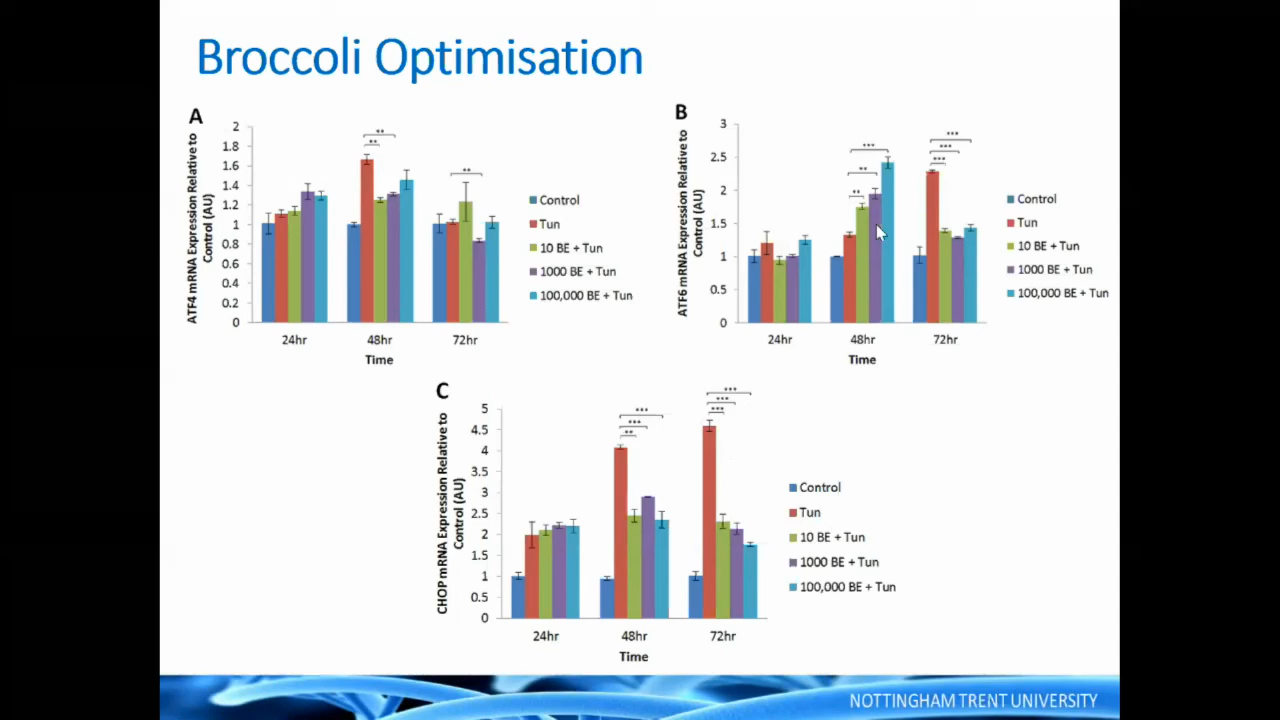 Broccoli Optimisation
A
ATF4 mRNA Expression Relative to
Control (AU)
2
1.8
1.6
1.4
1.2
1
0.8
0.6
0.4
0.2
0
** 
**
**
24hr 48hr 72hr
Time
Control
Tun
10 BE + Tun
1000 BE + Tun
100,000 BE + Tun
B
ATF6 mRNA Expression Relative to
Control (AU)
3
2.5
2
1.5
1
0.5
0
***
**
**
***
***
***
24hr 48hr 72hr
Time
Control
Tun
10 BE + Tun
1000 BE + Tun
100,000 BE + Tun
C
CHOP mRNA Expression Relative to
Control (AU)
5
4.5
4
3.5
3
2.5
2
1.5
1
0.5
0
***
***
**
***
***
***
24hr 48hr 72hr
Time
Control
Tun
10 BE + Tun
1000 BE + Tun
100,000 BE + Tun
NOTTINGHAM TRENT UNIVERSITY